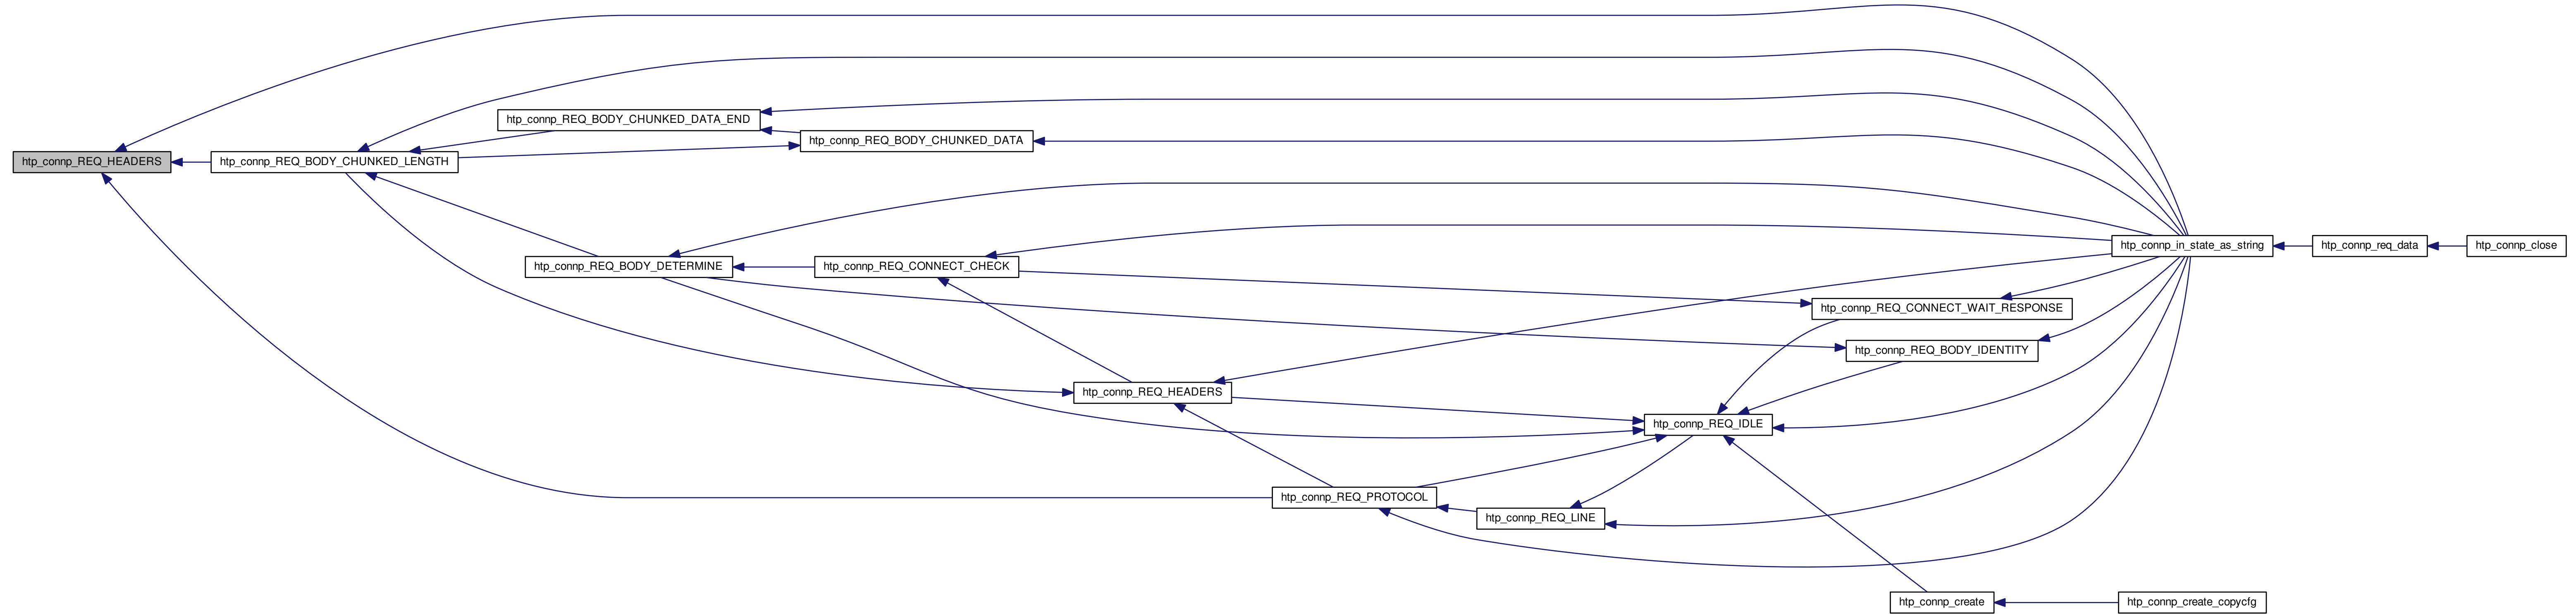 htp_connp_REQ_BODY_CHUNKED_DATA_END
htp_connp_REQ_BODY_CHUNKED_DATA
htp_connp_REQ_HEADERS
htp_connp_REQ_BODY_CHUNKED_LENGTH
htp_connp_in_state_as_string
htp_connp_req_data
htp_connp_close
htp_connp_REQ_BODY_DETERMINE
htp_connp_REQ_CONNECT_CHECK
htp_connp_REQ_CONNECT_WAIT_RESPONSE
htp_connp_REQ_BODY_IDENTITY
htp_connp_REQ_HEADERS
htp_connp_REQ_IDLE
htp_connp_REQ_PROTOCOL
htp_connp_REQ_LINE
htp_connp_create
htp_connp_create_copycfg